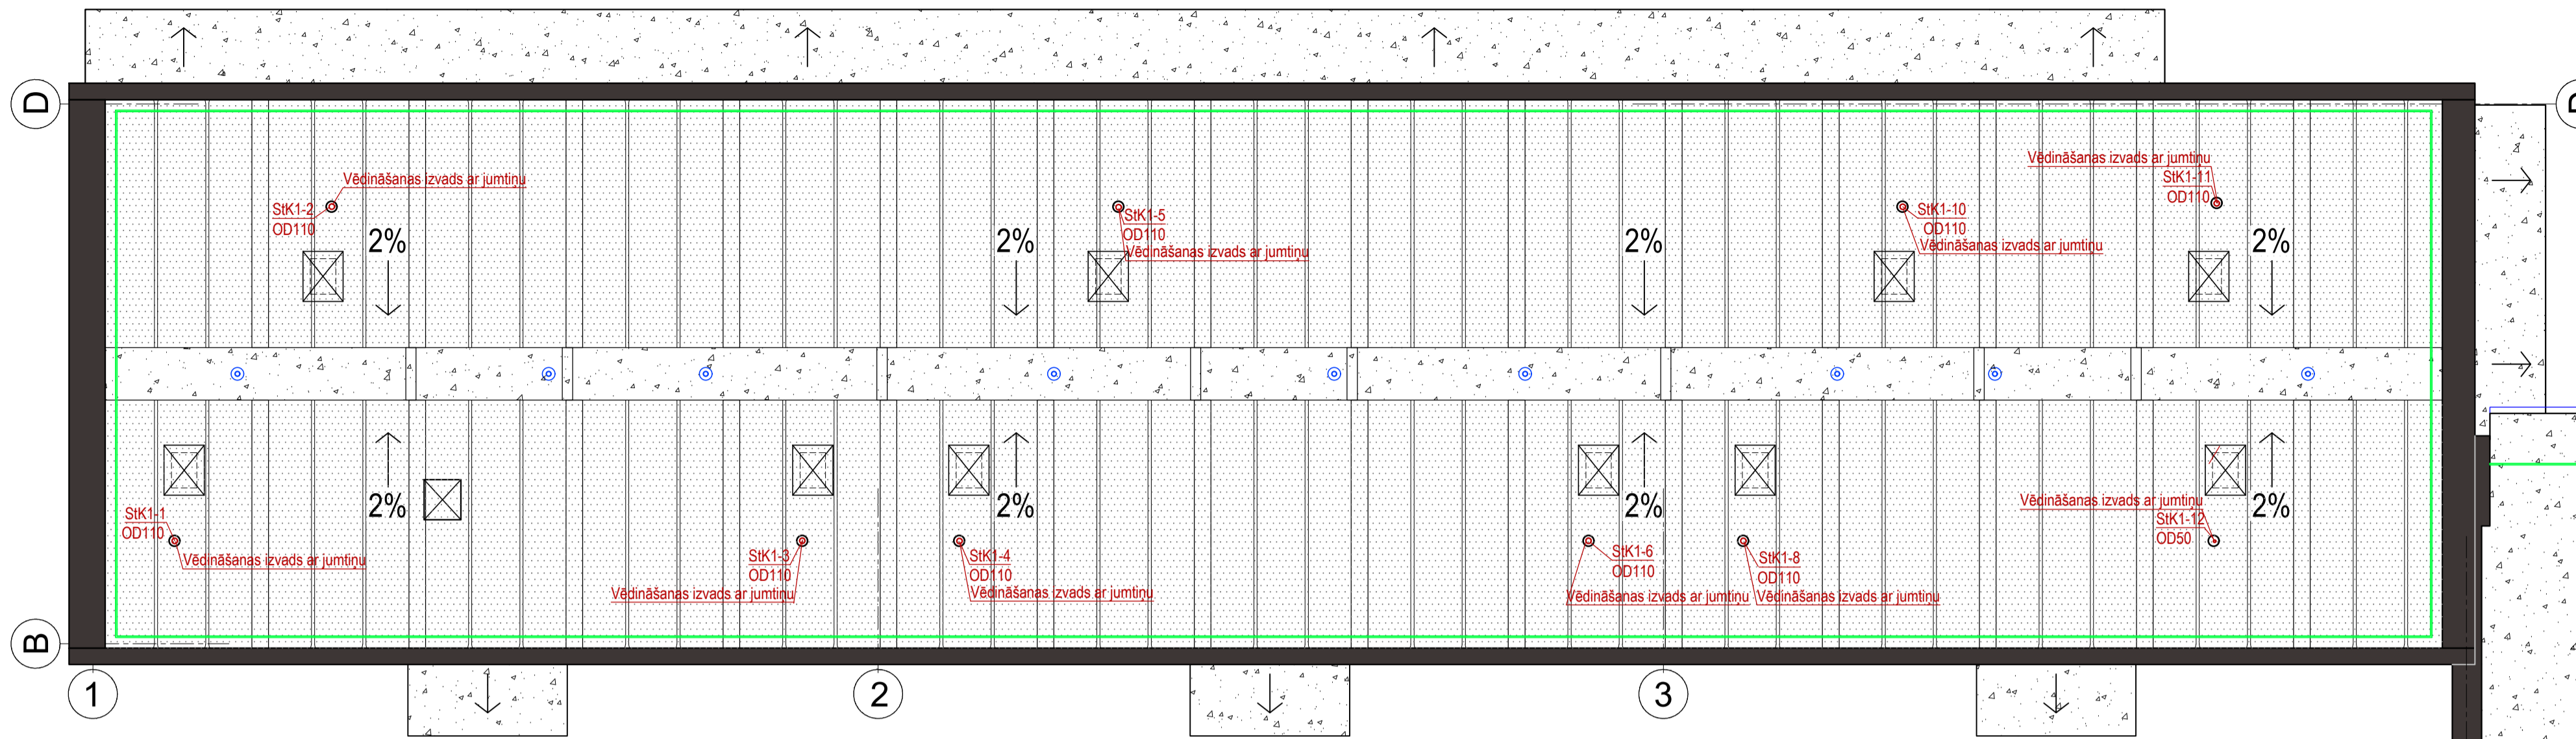 D
D
Vēdināšanas izvads ar jumtiņu
StK1-2
OD110
2%
StK1-5
OD110
Vēdināšanas izvads ar jumtiņu
2%
2%
StK1-10
OD110
Vēdināšanas izvads ar jumtiņu
Vēdināšanas izvads ar jumtiņu
StK1-11
OD110
2%
StK1-1
OD110
Vēdināšanas izvads ar jumtiņu
2%
StK1-3
OD110
Vēdināšanas izvads ar jumtiņu
StK1-4
OD110
Vēdināšanas izvads ar jumtiņu
2%
StK1-6
OD110
Vēdināšanas izvads ar jumtiņu
2%
StK1-8
OD110
Vēdināšanas izvads ar jumtiņu
Vēdināšanas izvads ar jumtiņu
StK1-12
OD50
2%
B
1
2
3